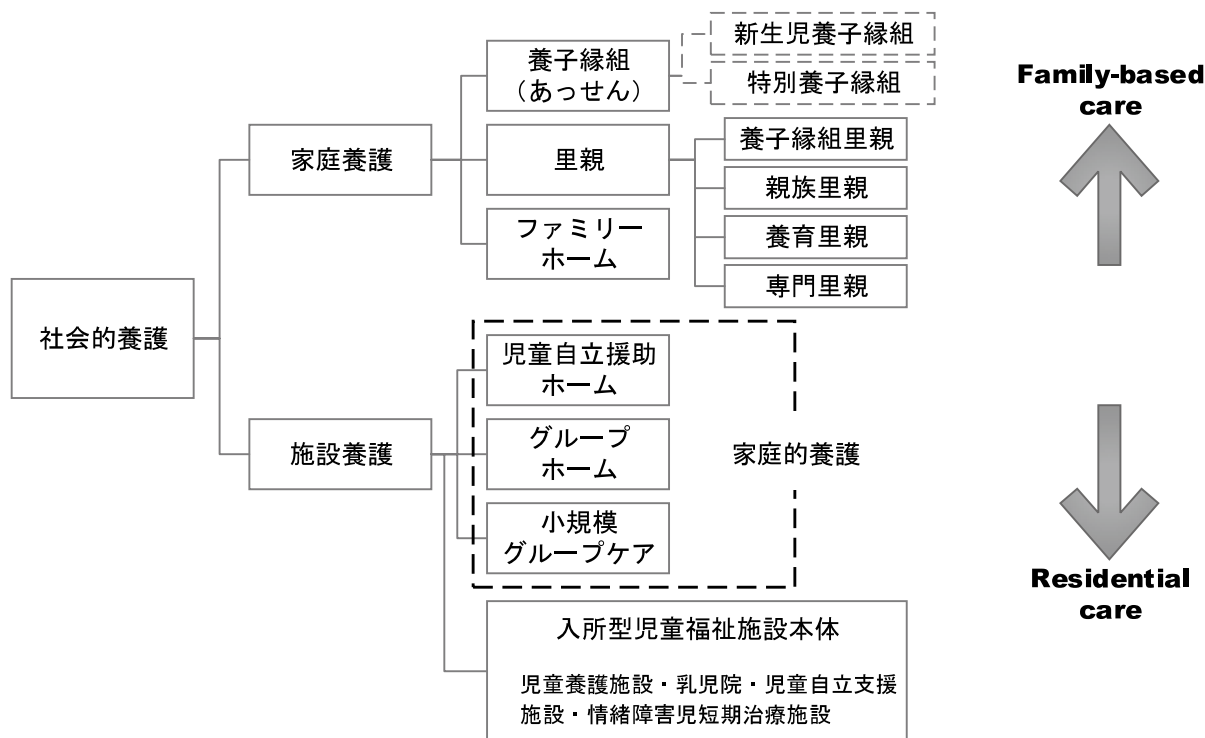 社会的養護
家庭養護
養子縁組
（あっせん）
新生児養子縁組
特別養子縁組
里親
養子縁組里親
親族里親
養育里親
専門里親
ファミリー
ホーム
施設養護
児童自立援助
ホーム
グループ
ホーム
小規模
グループケア
家庭的養護
入所型児童福祉施設本体
児童養護施設・乳児院・児童自立支援
施設・情緒障害児短期治療施設
Family-based
care
Residential
care